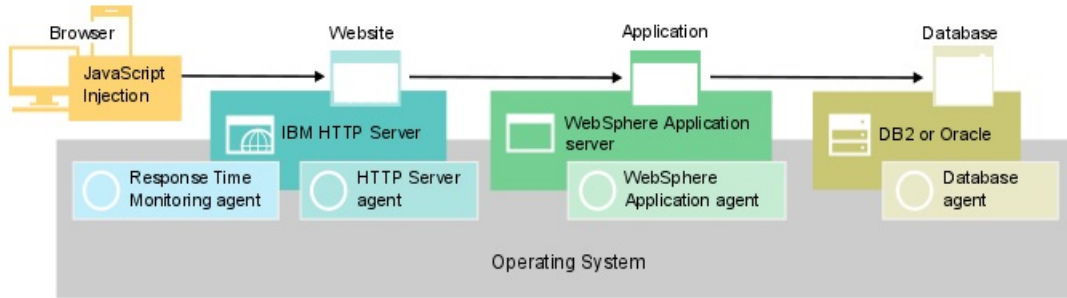 Browser
Website
Application
Database
JavaScript
Injection
IBM HTTP Server
WebSphere Application
server
DB2 or Oracle
Response Time
Monitoring agent
HTTP Server
agent
WebSphere
Application agent
Database
agent
Operating System